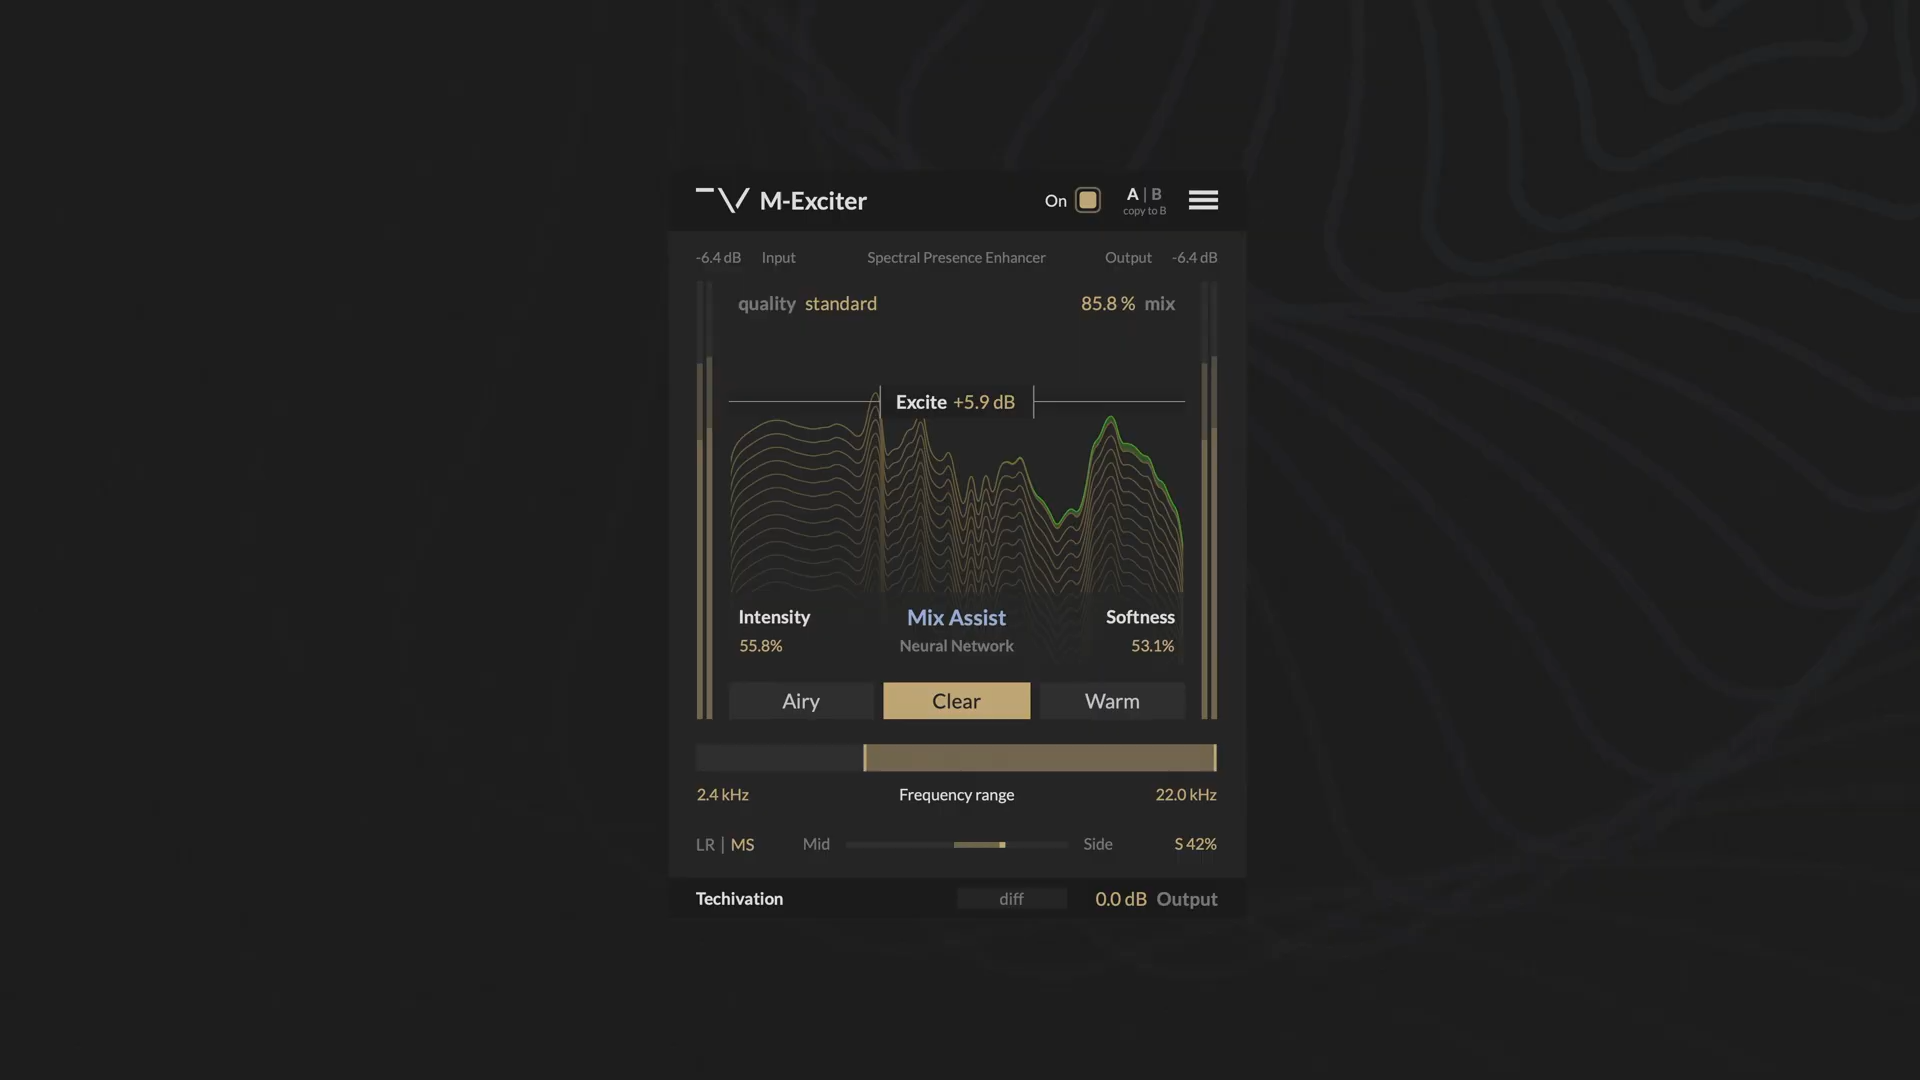 M-Exciter On A | B
copy to B
-6.4 dB Input Spectral Presence Enhancer Output -6.4 dB
quality standard 85.8 % mix
Excite +5.9 dB
Intensity Mix Assist Softness
55.8% Neural Network 53.1%
Airy Clear Warm
2.4 kHz Frequency range 22.0 kHz
LR | MS Mid Side S 42%
Techivation diff 0.0 dB Output